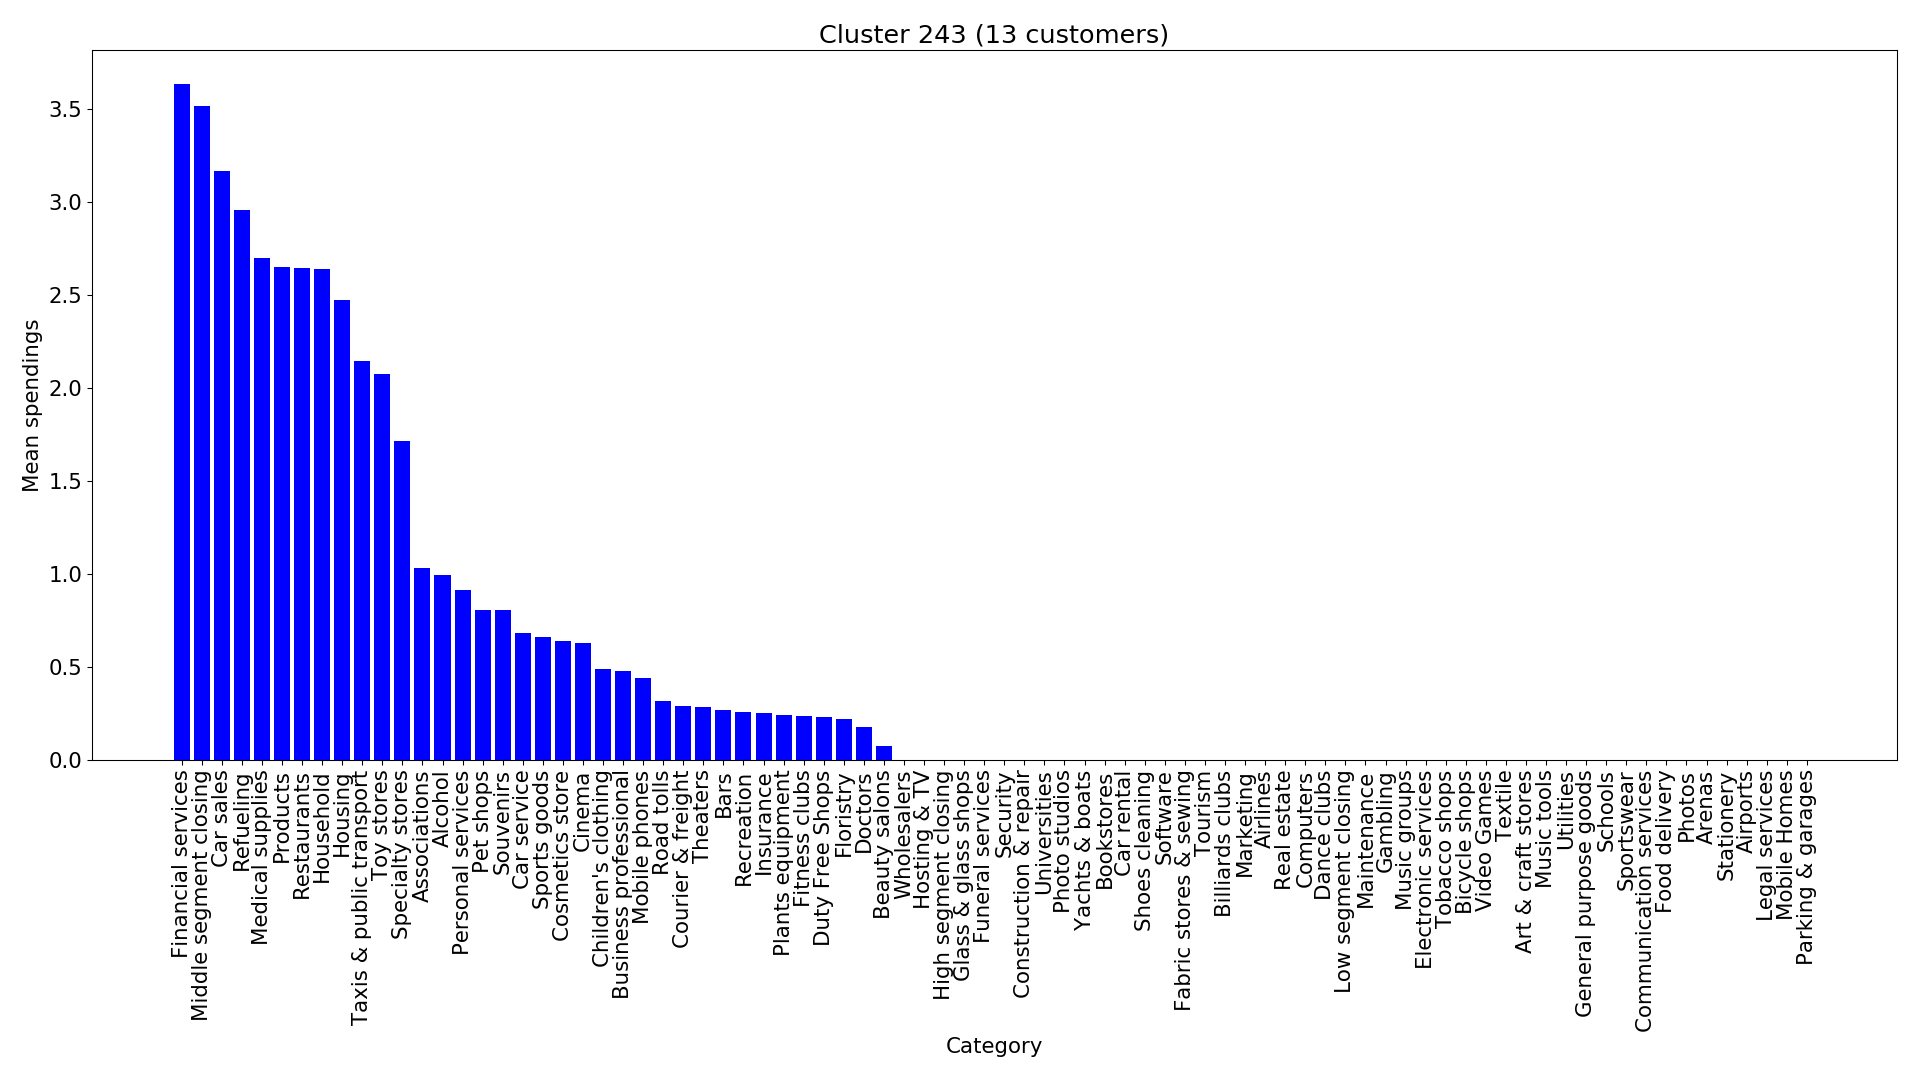 Cluster 243 (13 customers)
Mean spendings
3.5
3.0
2.5
2.0
1.5
1.0
0.5
0.0
Financial services
Middle segment closing
Car sales
Refueling
Medical supplies
Products
Restaurants
Household
Housing
Taxis & public transport
Toy stores
Specialty stores
Associations
Alcohol
Personal services
Pet shops
Souvenirs
Car service
Sports goods
Cosmetics store
Cinema
Children's clothing
Business professional
Mobile phones
Road tolls
Courier & freight
Theaters
Bars
Recreation
Insurance
Plants equipment
Fitness clubs
Duty Free Shops
Floristry
Doctors
Beauty salons
Wholesalers
Hosting & TV
High segment closing
Glass & glass shops
Funeral services
Security
Construction & repair
Universities
Photo studios
Yachts & boats
Bookstores
Car rental
Shoes cleaning
Software
Fabric stores & sewing
Tourism
Billiards clubs
Marketing
Airlines
Real estate
Computers
Dance clubs
Low segment closing
Maintenance
Gambling
Music groups
Electronic services
Tobacco shops
Bicycle shops
Video Games
Textile
Art & craft stores
Music tools
Utilities
General purpose goods
Schools
Sportswear
Communication services
Food delivery
Photos
Arenas
Stationery
Airports
Legal services
Mobile Homes
Parking & garages
Category